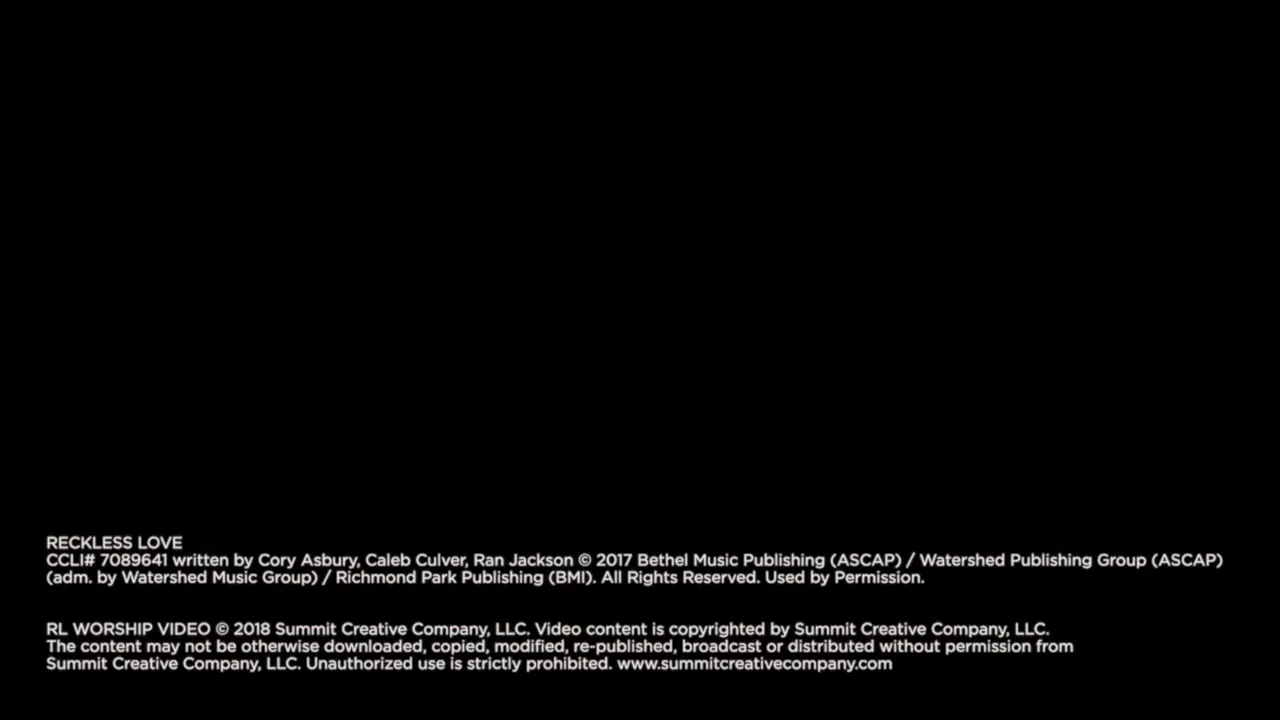 RECKLESS LOVE
CCLI# 7089641 written by Cory Asbury, Caleb Culver, Ran Jackson © 2017 Bethel Music Publishing (ASCAP) / Watershed Publishing Group (ASCAP)
(adm. by Watershed Music Group) / Richmond Park Publishing (BMI). All Rights Reserved. Used by Permission.
RL WORSHIP VIDEO © 2018 Summit Creative Company, LLC. Video content is copyrighted by Summit Creative Company, LLC.
The content may not be otherwise downloaded, copied, modified, re-published, broadcast or distributed without permission from
Summit Creative Company, LLC. Unauthorized use is strictly prohibited. www.summitcreativecompany.com